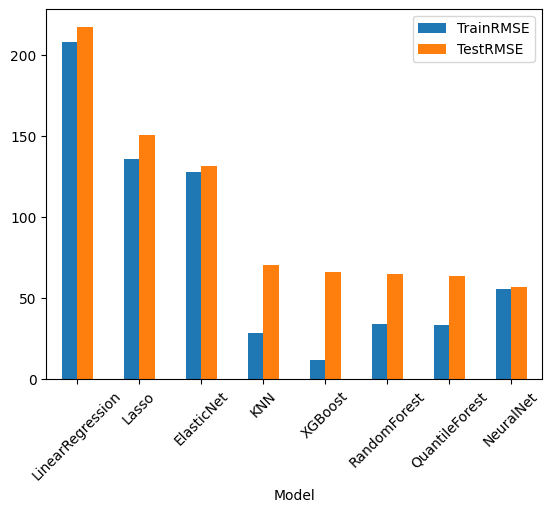 TrainRMSE
TestRMSE
200
150
100
50
0
LinearRegression
Lasso
ElasticNet
KNN
XGBoost
RandomForest
QuantileForest
NeuralNet
Model